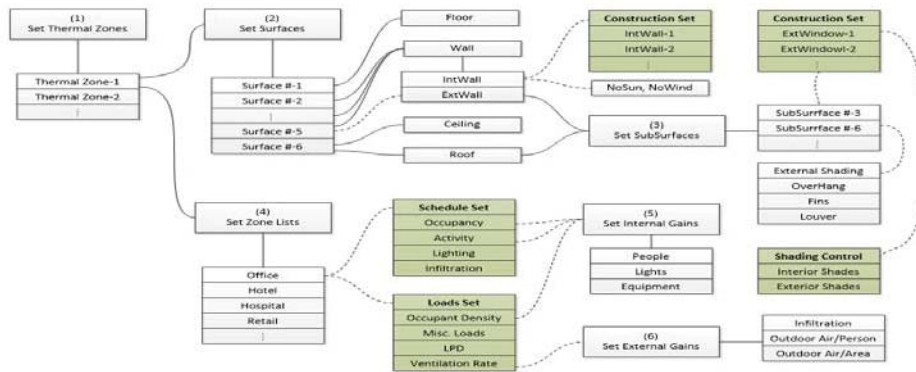 (1)
Set Thermal Zones
Thermal Zone-1
Thermal Zone-2
(2)
Set Surfaces
Surface #-1
Surface #-2
Surface #-5
Surface #-6
Floor
Wall
IntWall
ExtWall
Ceiling
Roof
Construction Set
IntWall-1
IntWall-2
NoSun, NoWind
(3)
Set SubSurfaces
Construction Set
ExtWindow-1
ExtWindowI-2
SubSurrface #-3
SubSurrface #-6
External Shading
OverHang
Fins
Louver
Shading Control
Interior Shades
Exterior Shades
(4)
Set Zone Lists
Office
Hotel
Hospital
Retail
Schedule Set
Occupancy
Activity
Lighting
Infiltration
Loads Set
Occupant Density
Misc. Loads
LPD
Ventilation Rate
(5)
Set Internal Gains
People
Lights
Equipment
(6)
Set External Gains
Infiltration
Outdoor Air/Person
Outdoor Air/Area